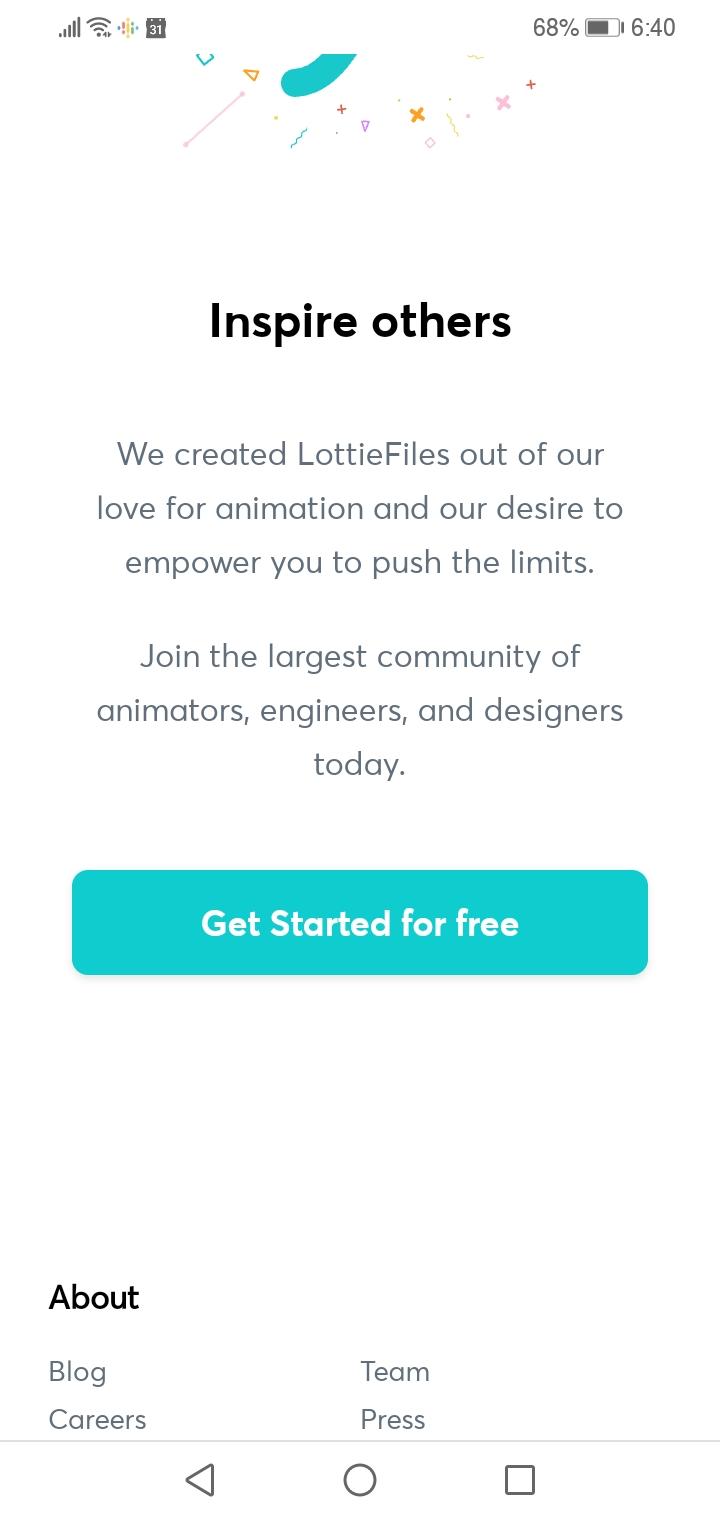 31 68% 6:40
Inspire others
We created LottieFiles out of our
love for animation and our desire to
empower you to push the limits.
Join the largest community of
animators, engineers, and designers
today.
Get Started for free
About
Blog Team
Careers Press